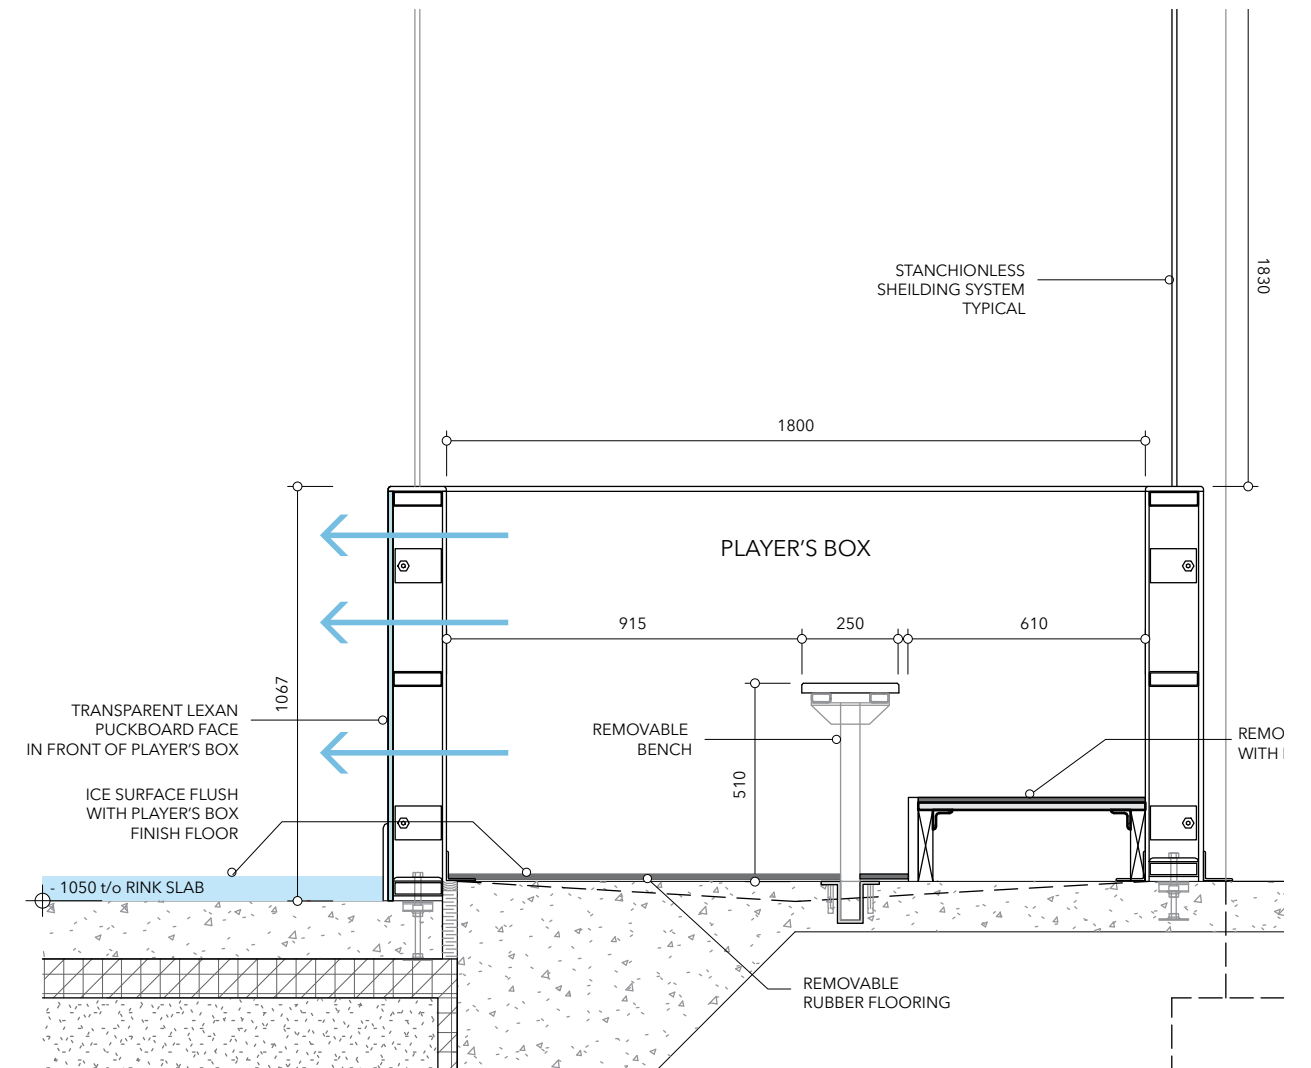 STANCHIONLESS
SHEILDING SYSTEM
TYPICAL
1830
1800
PLAYER'S BOX
915
250
610
1067
TRANSPARENT LEXAN
PUCKBOARD FACE
IN FRONT OF PLAYER'S BOX
REMOVABLE
BENCH
510
REMO
WITH
ICE SURFACE FLUSH
WITH PLAYER'S BOX
FINISH FLOOR
- 1050 t/o RINK SLAB
REMOVABLE
RUBBER FLOORING